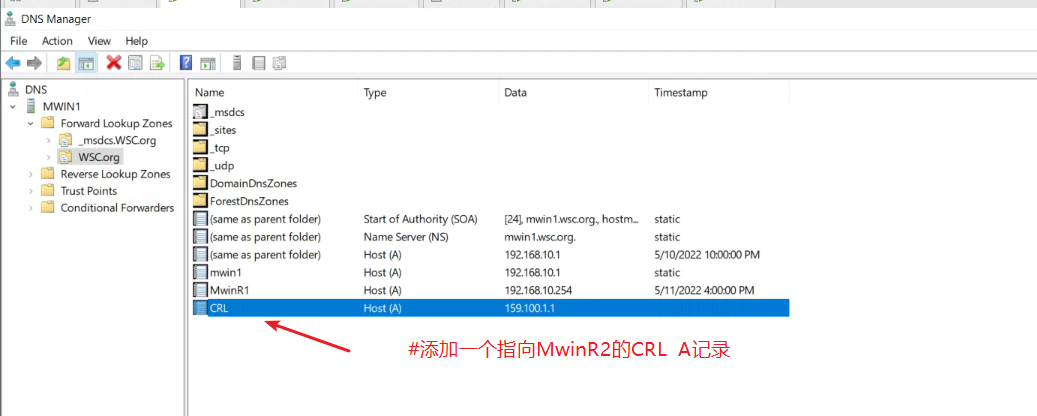 DNS Manager
File Action View Help
DNS
MWIN1
Forward Lookup Zones
_msdcs.WSC.org
WSC.org
Reverse Lookup Zones
Trust Points
Conditional Forwarders
Name Type Data Timestamp
_msdcs
_sites
_tcp
_udp
DomainDnsZones
ForestDnsZones
(same as parent folder) Start of Authority (SOA) [24], mwin1.wsc.org., hostm... static
(same as parent folder) Name Server (NS) mwin1.wsc.org. static
(same as parent folder) Host (A) 192.168.10.1 5/10/2022 10:00:00 PM
mwin1 Host (A) 192.168.10.1 static
MwinR1 Host (A) 192.168.10.254 5/11/2022 4:00:00 PM
CRL Host (A) 159.100.1.1
#添加一个指向MwinR2的CRL A记录